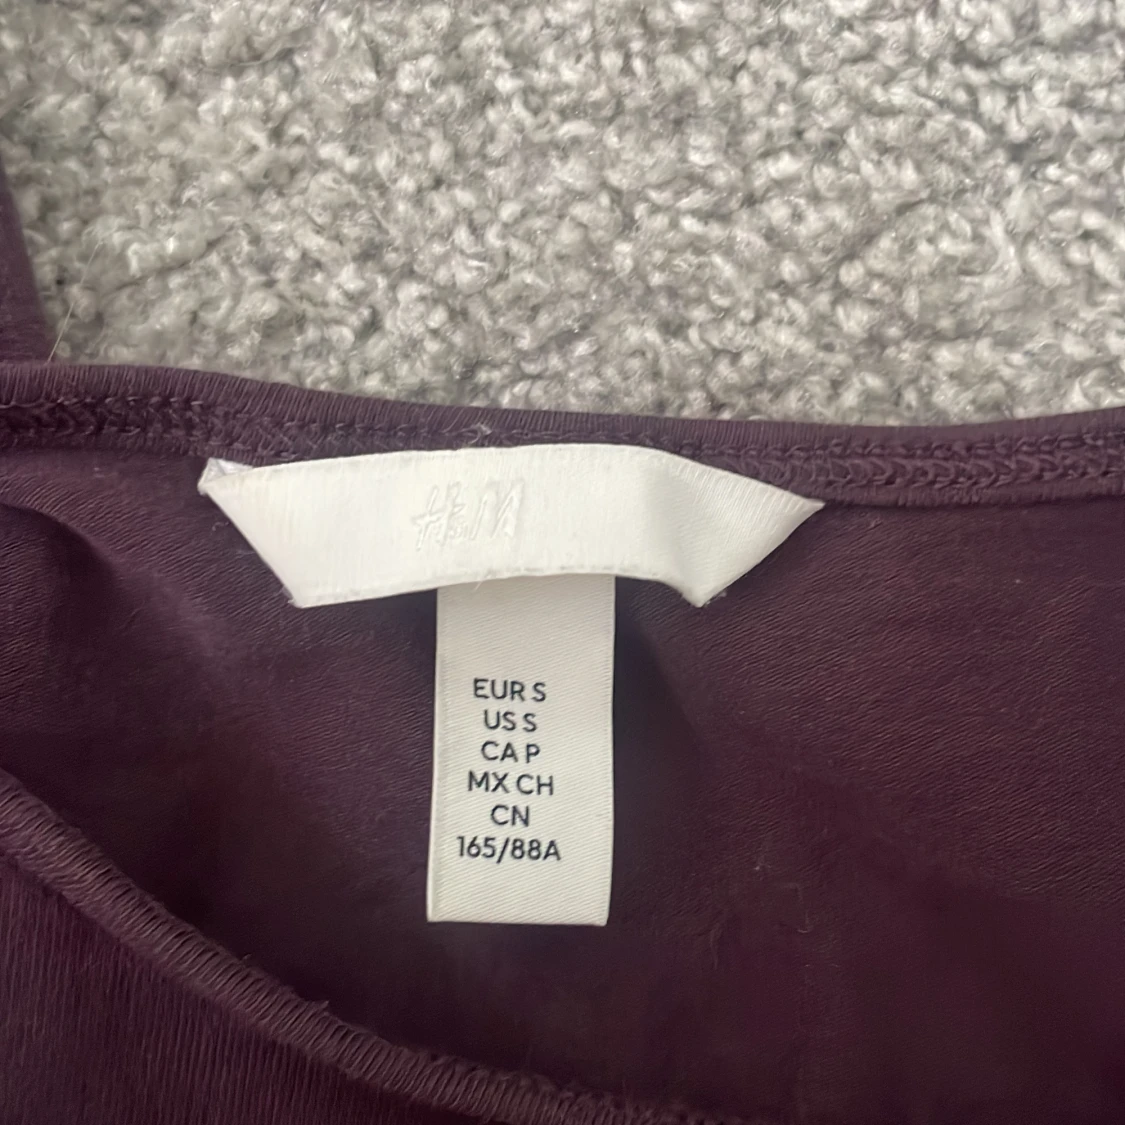 H&M
EUR S
US S
CA P
MX CH
CN
165/88A